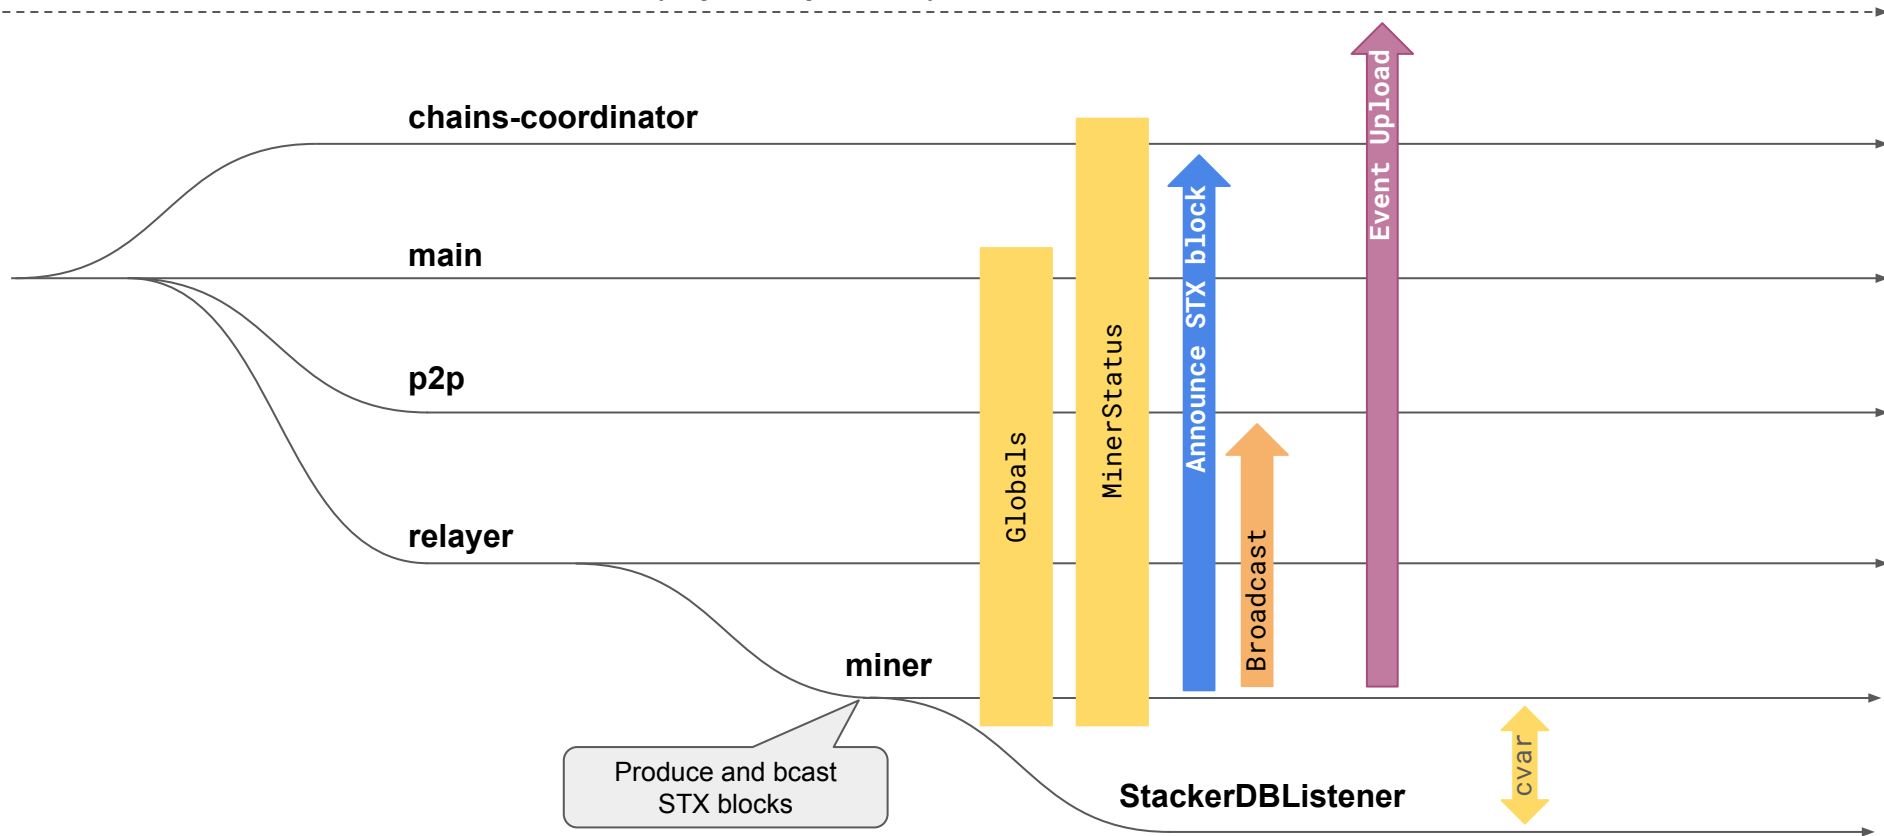 chains-coordinator
main
p2p
relayer
miner
StackerDBListener
Produce and bcast
STX blocks
Globals
MinerStatus
Announce STX block
Broadcast
Event Upload
cvar